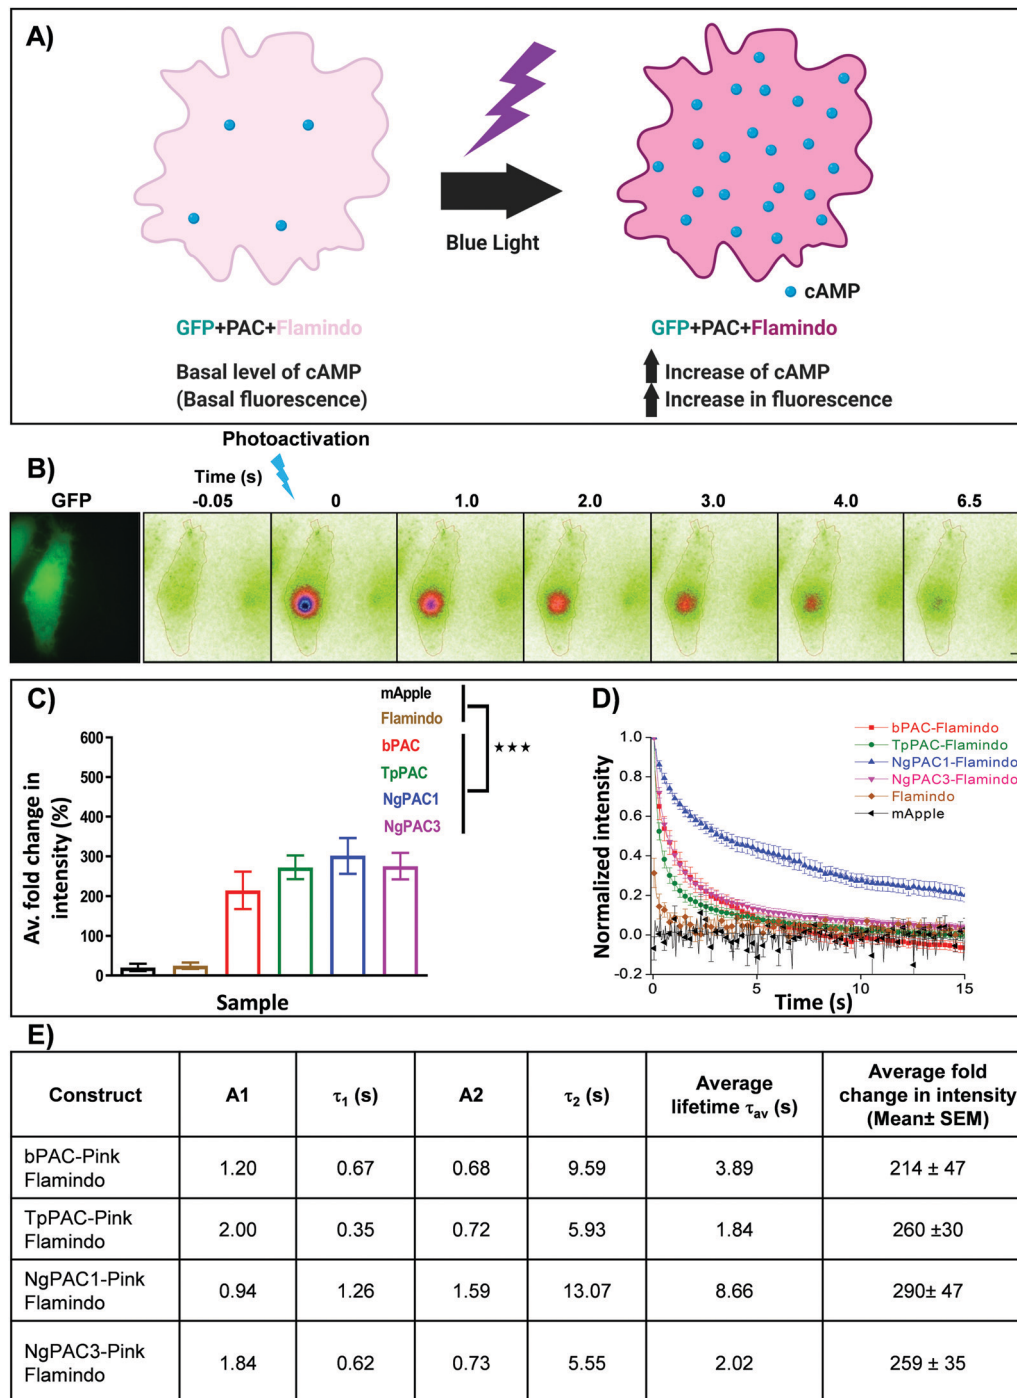 A)
Blue Light
cAMP
GFP+PAC+Flamindo
GFP+PAC+Flamindo
Basal level of cAMP
(Basal fluorescence)
Increase of cAMP
Increase in fluorescence
Photoactivation
B)
Time (s)
GFP
-0.05
0
1.0
2.0
3.0
4.0
6.5
C)
mApple
Flamindo
bPAC
TpPAC
NgPAC1
NgPAC3
★★★
Av. fold change in
intensity (%)
600
500
400
300
200
100
0
Sample
D)
bPAC-Flamindo
TpPAC-Flamindo
NgPAC1-Flamindo
NgPAC3-Flamindo
Flamindo
mApple
Normalized intensity
1.0
0.8
0.6
0.4
0.2
0.0
-0.2
0
5
10
15
Time (s)
E)
Construct A1 τ1 (s) A2 τ2 (s) Average lifetime τav (s) Average fold change in intensity (Mean± SEM)
bPAC-Pink Flamindo 1.20 0.67 0.68 9.59 3.89 214 ± 47
TpPAC-Pink Flamindo 2.00 0.35 0.72 5.93 1.84 260 ±30
NgPAC1-Pink Flamindo 0.94 1.26 1.59 13.07 8.66 290± 47
NgPAC3-Pink Flamindo 1.84 0.62 0.73 5.55 2.02 259 ± 35